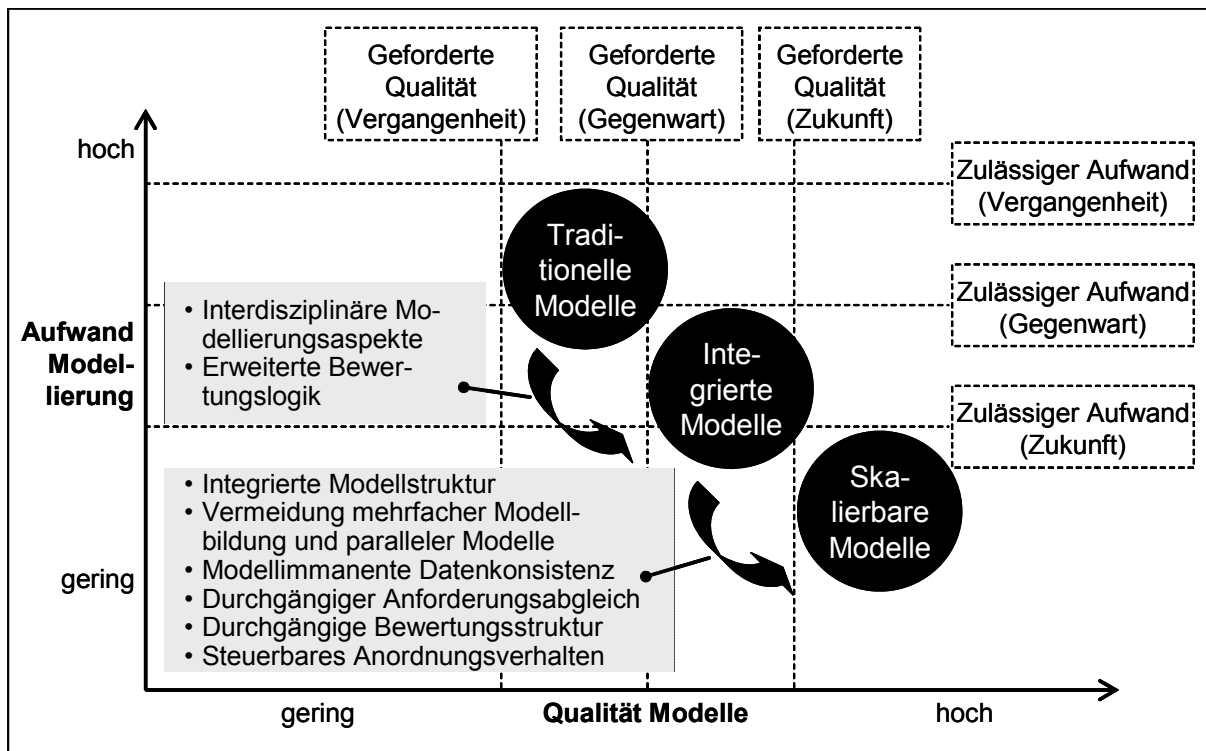 Geforderte
Qualität
(Vergangenheit)
Geforderte
Qualität
(Gegenwart)
Geforderte
Qualität
(Zukunft)
hoch
Zulässiger Aufwand
(Vergangenheit)
Tradi-
tionelle
Modelle
Zulässiger Aufwand
(Gegenwart)
Aufwand
Model-
lierung
• Interdisziplinäre Mo-
dellierungsaspekte
• Erweiterte Bewer-
tungslogik
Inte-
grierte
Modelle
Zulässiger Aufwand
(Zukunft)
Ska-
lierbare
Modelle
• Integrierte Modellstruktur
• Vermeidung mehrfacher Modell-
bildung und paralleler Modelle
• Modellimmanente Datenkonsistenz
• Durchgängiger Anforderungsabgleich
• Durchgängige Bewertungsstruktur
• Steuerbares Anordnungsverhalten
gering
gering
Qualität Modelle
hoch